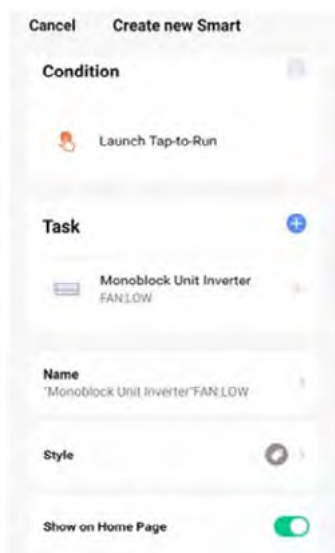 Cancel Create new Smart
Condition
Launch Tap-to-Run
Task
Monoblock Unit Inverter
FAN:LOW
Name
"Monoblock Unit Inverter"FAN:LOW
Style
Show on Home Page